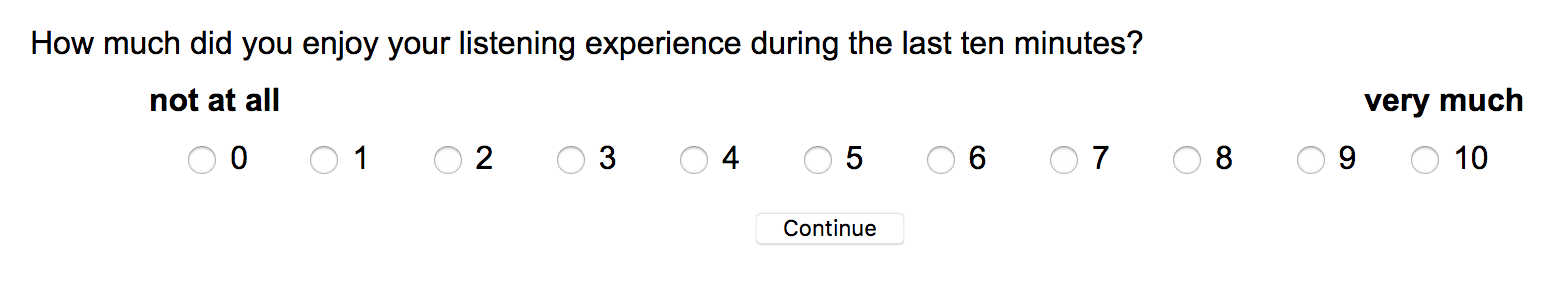 How much did you enjoy your listening experience during the last ten minutes?
not at all very much
0 1 2 3 4 5 6 7 8 9 10
Continue